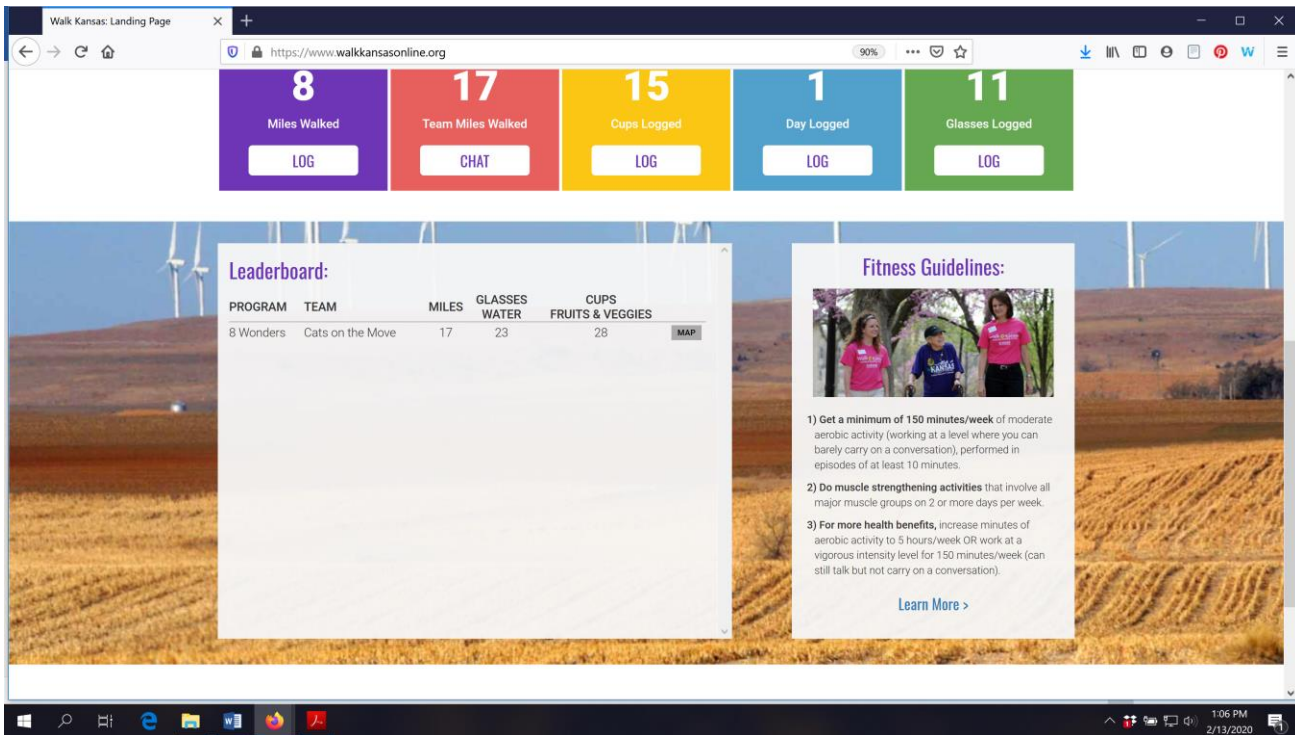 Walk Kansas: Landing Page
https://www.walkkansasonline.org
90%
8
Miles Walked
LOG
17
Team Miles Walked
CHAT
15
Cups Logged
LOG
1
Day Logged
LOG
11
Glasses Logged
LOG
Leaderboard:
PROGRAM TEAM MILES GLASSES WATER CUPS FRUITS & VEGGIES
8 Wonders Cats on the Move 17 23 28 MAP
Fitness Guidelines:
KANSAS
1) Get a minimum of 150 minutes/week of moderate
aerobic activity (working at a level where you can
barely carry on a conversation), performed in
episodes of at least 10 minutes.
2) Do muscle strengthening activities that involve all
major muscle groups on 2 or more days per week.
3) For more health benefits, increase minutes of
aerobic activity to 5 hours/week OR work at a
vigorous intensity level for 150 minutes/week (can
still talk but not carry on a conversation).
Learn More >
1:06 PM
2/13/2020